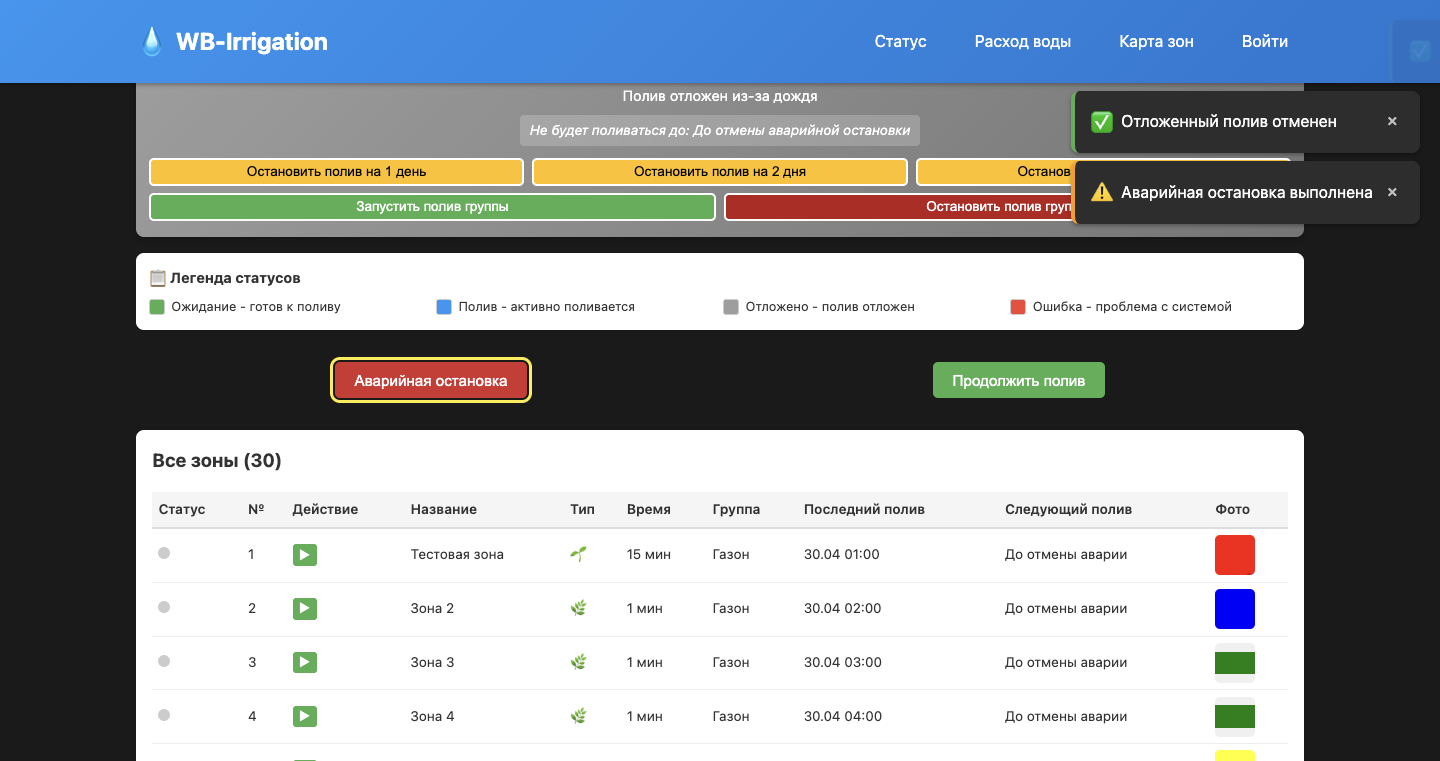 WB-Irrigation
Статус
Расход воды
Карта зон
Войти
Полив отложен из-за дождя
Не будет поливаться до: До отмены аварийной остановки
Остановить полив на 1 день
Остановить полив на 2 дня
Останов
Запустить полив группы
Остановить полив груп
Отложенный полив отменен ×
Аварийная остановка выполнена ×
Легенда статусов
Ожидание - готов к поливу
Полив - активно поливается
Отложено - полив отложен
Ошибка - проблема с системой
Аварийная остановка
Продолжить полив
Все зоны (30)
Статус № Действие Название Тип Время Группа Последний полив Следующий полив Фото
1 Тестовая зона 15 мин Газон 30.04 01:00 До отмены аварии
2 Зона 2 1 мин Газон 30.04 02:00 До отмены аварии
3 Зона 3 1 мин Газон 30.04 03:00 До отмены аварии
4 Зона 4 1 мин Газон 30.04 04:00 До отмены аварии